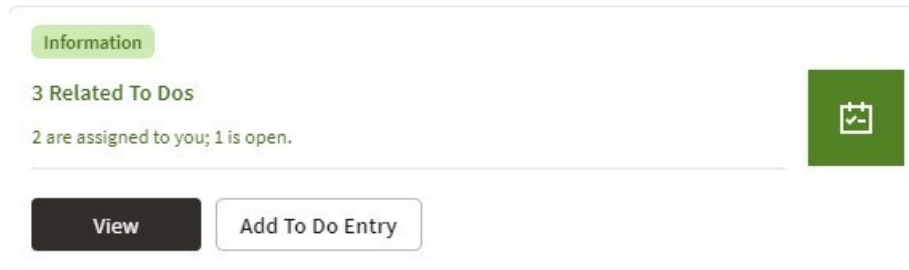 Information
3 Related To Dos
2 are assigned to you; 1 is open.
View
Add To Do Entry